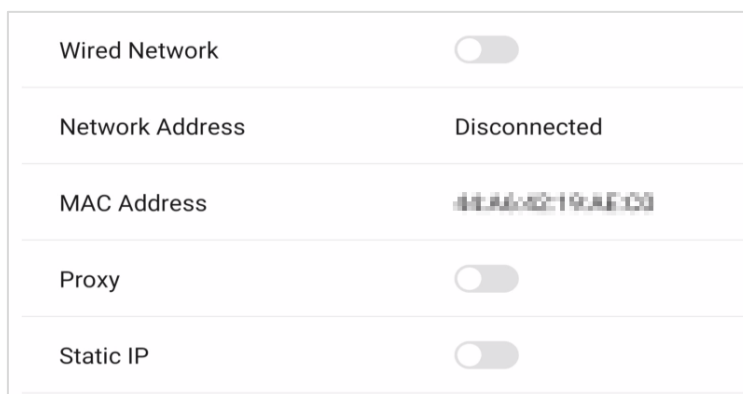 Wired Network
Network Address Disconnected
MAC Address
Proxy
Static IP